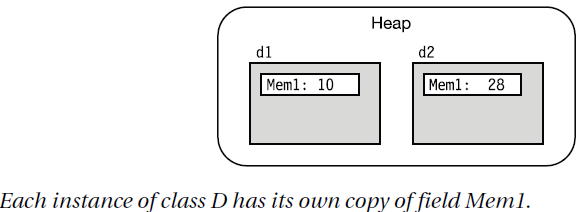 Heap
d1 d2
Mem1: 10 Mem1: 28
Each instance of class D has its own copy of field Mem1.